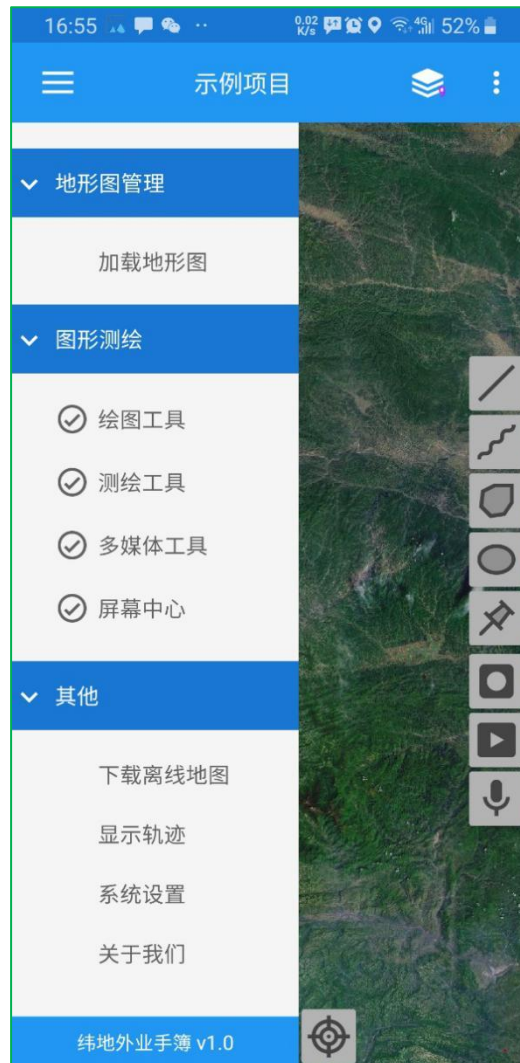 16:55 0.02 K/s 4G 52%
示例项目
地形图管理
加载地形图
图形测绘
绘图工具
测绘工具
多媒体工具
屏幕中心
其他
下载离线地图
显示轨迹
系统设置
关于我们
纬地外业手簿 v1.0